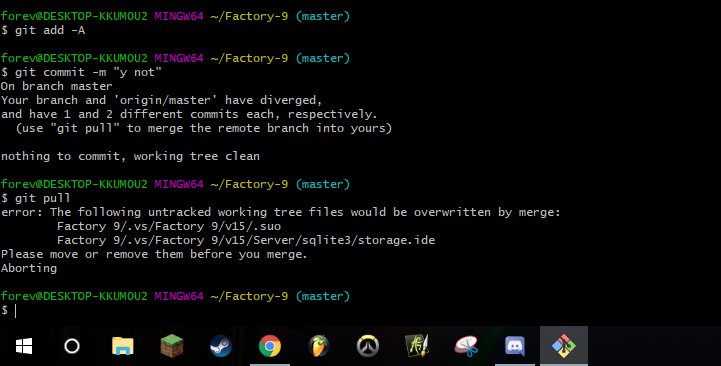 forev@DESKTOP-KKUMOU2 MINGW64 ~/Factory-9 (master)
$ git add -A
forev@DESKTOP-KKUMOU2 MINGW64 ~/Factory-9 (master)
$ git commit -m "y not"
On branch master
Your branch and 'origin/master' have diverged,
and have 1 and 2 different commits each, respectively.
  (use "git pull" to merge the remote branch into yours)
nothing to commit, working tree clean
forev@DESKTOP-KKUMOU2 MINGW64 ~/Factory-9 (master)
$ git pull
error: The following untracked working tree files would be overwritten by merge:
        Factory 9/.vs/Factory 9/v15/.suo
        Factory 9/.vs/Factory 9/v15/Server/sqlite3/storage.ide
Please move or remove them before you merge.
Aborting
forev@DESKTOP-KKUMOU2 MINGW64 ~/Factory-9 (master)
$